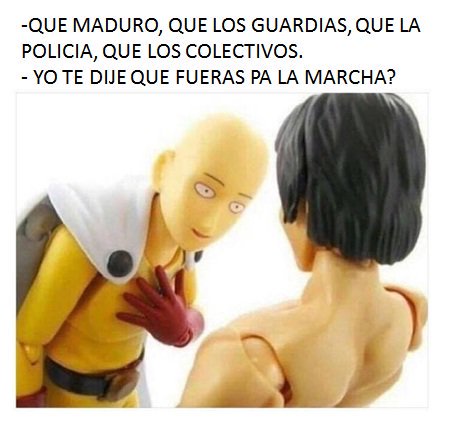 -QUE MADURO, QUE LOS GUARDIAS, QUE LA
POLICIA, QUE LOS COLECTIVOS.
- YO TE DIJE QUE FUERAS PA LA MARCHA?